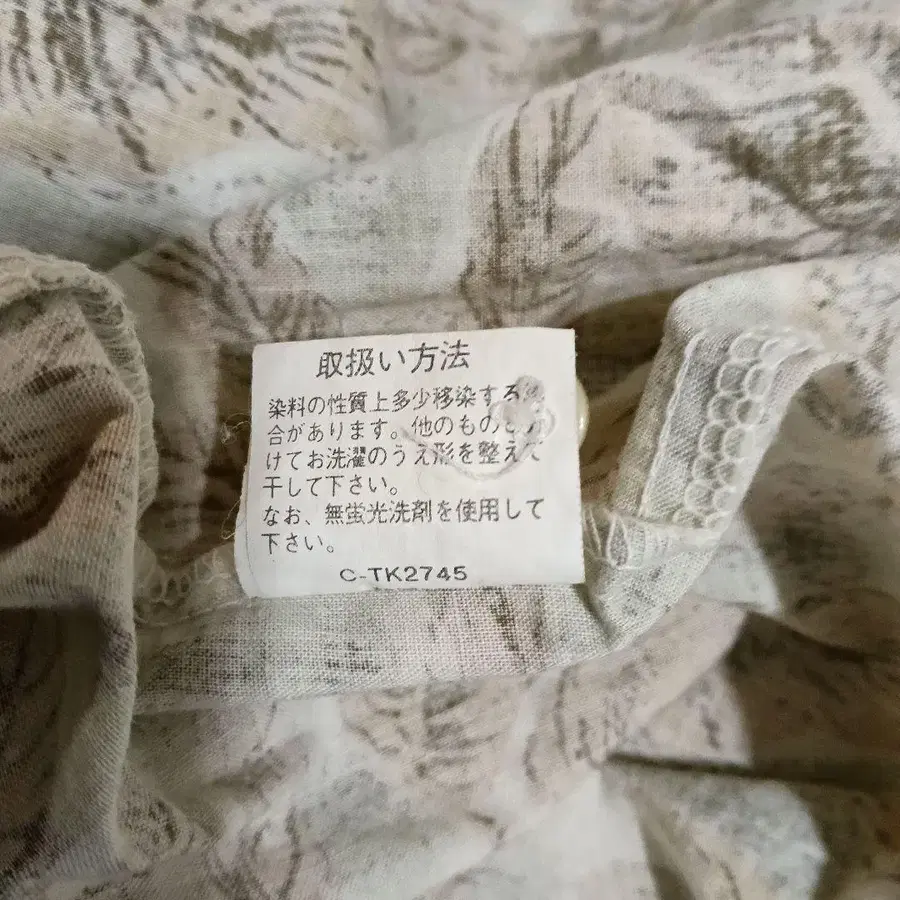 取扱い方法
染料の性質上多少移染する場
合があります。他のものと分
けてお洗濯のうえ形を整えて
干して下さい。
なお、無蛍光洗剤を使用して
下さい。
C-TK2745